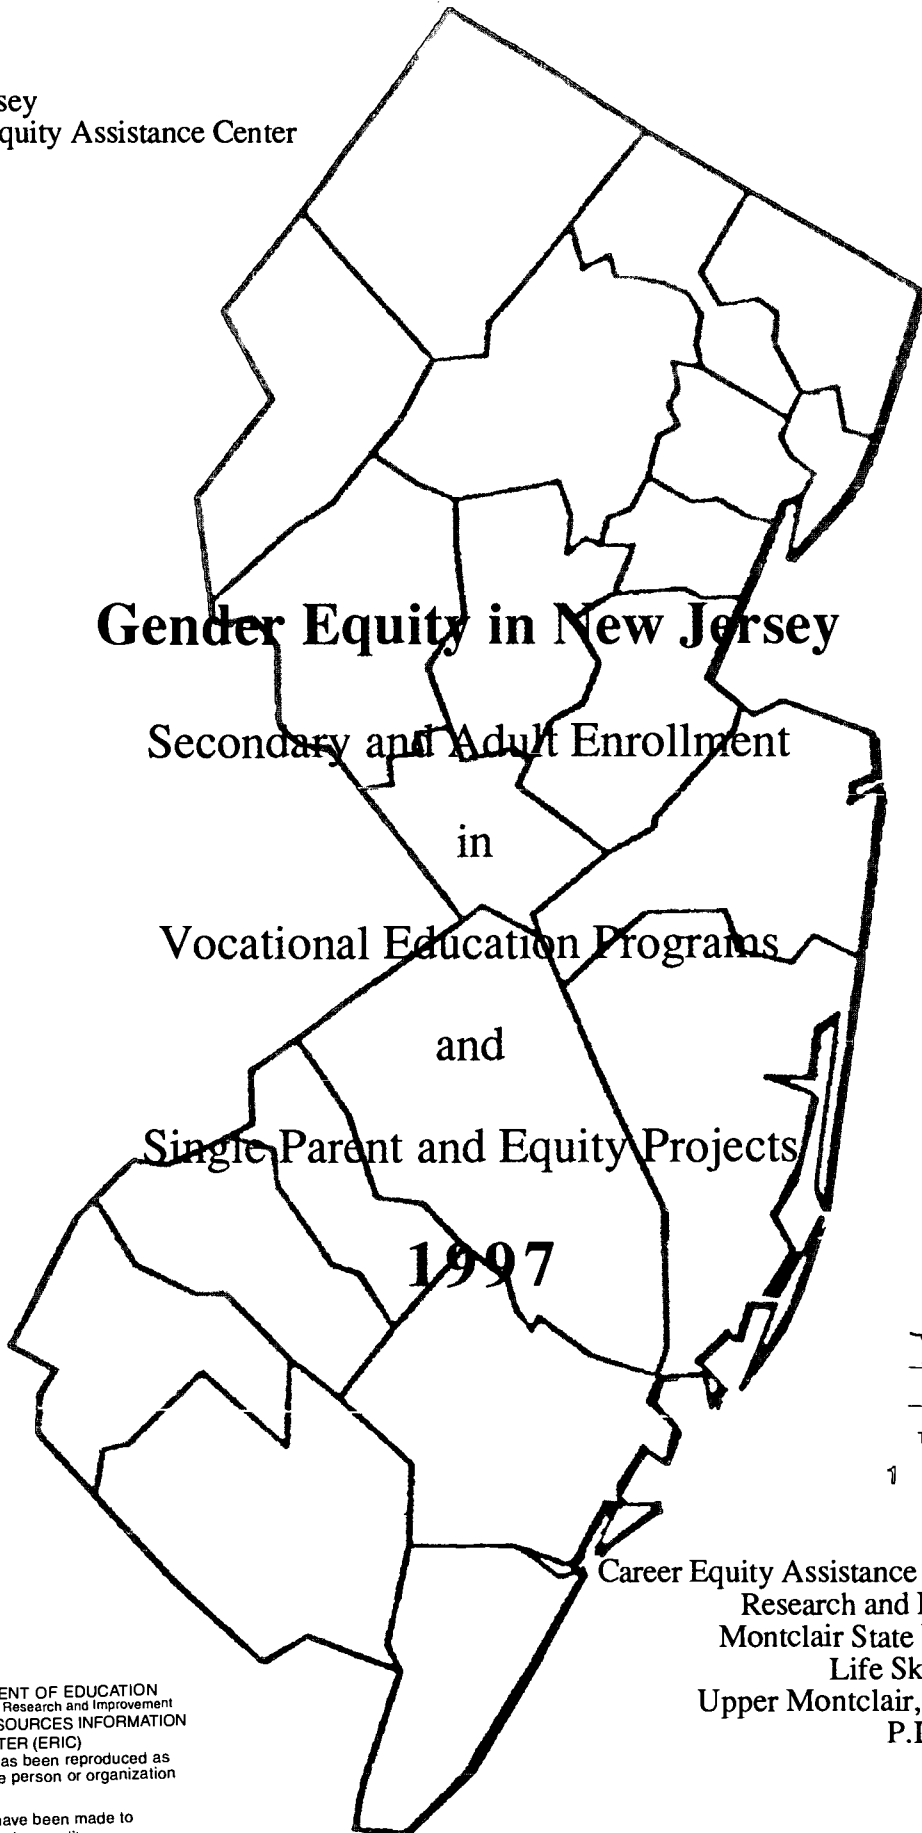 sey
quity Assistance Center
Gender Equity in New Jersey
Secondary and Adult Enrollment
in
Vocational Education Programs
and
Single Parent and Equity Projects
1997
1
Career Equity Assistance
Research and
Montclair State
Life Sk
Upper Montclair,
P.
ENT OF EDUCATION
Research and Improvement
SOURCES INFORMATION
TER (ERIC)
as been reproduced as
e person or organization
ave been made to